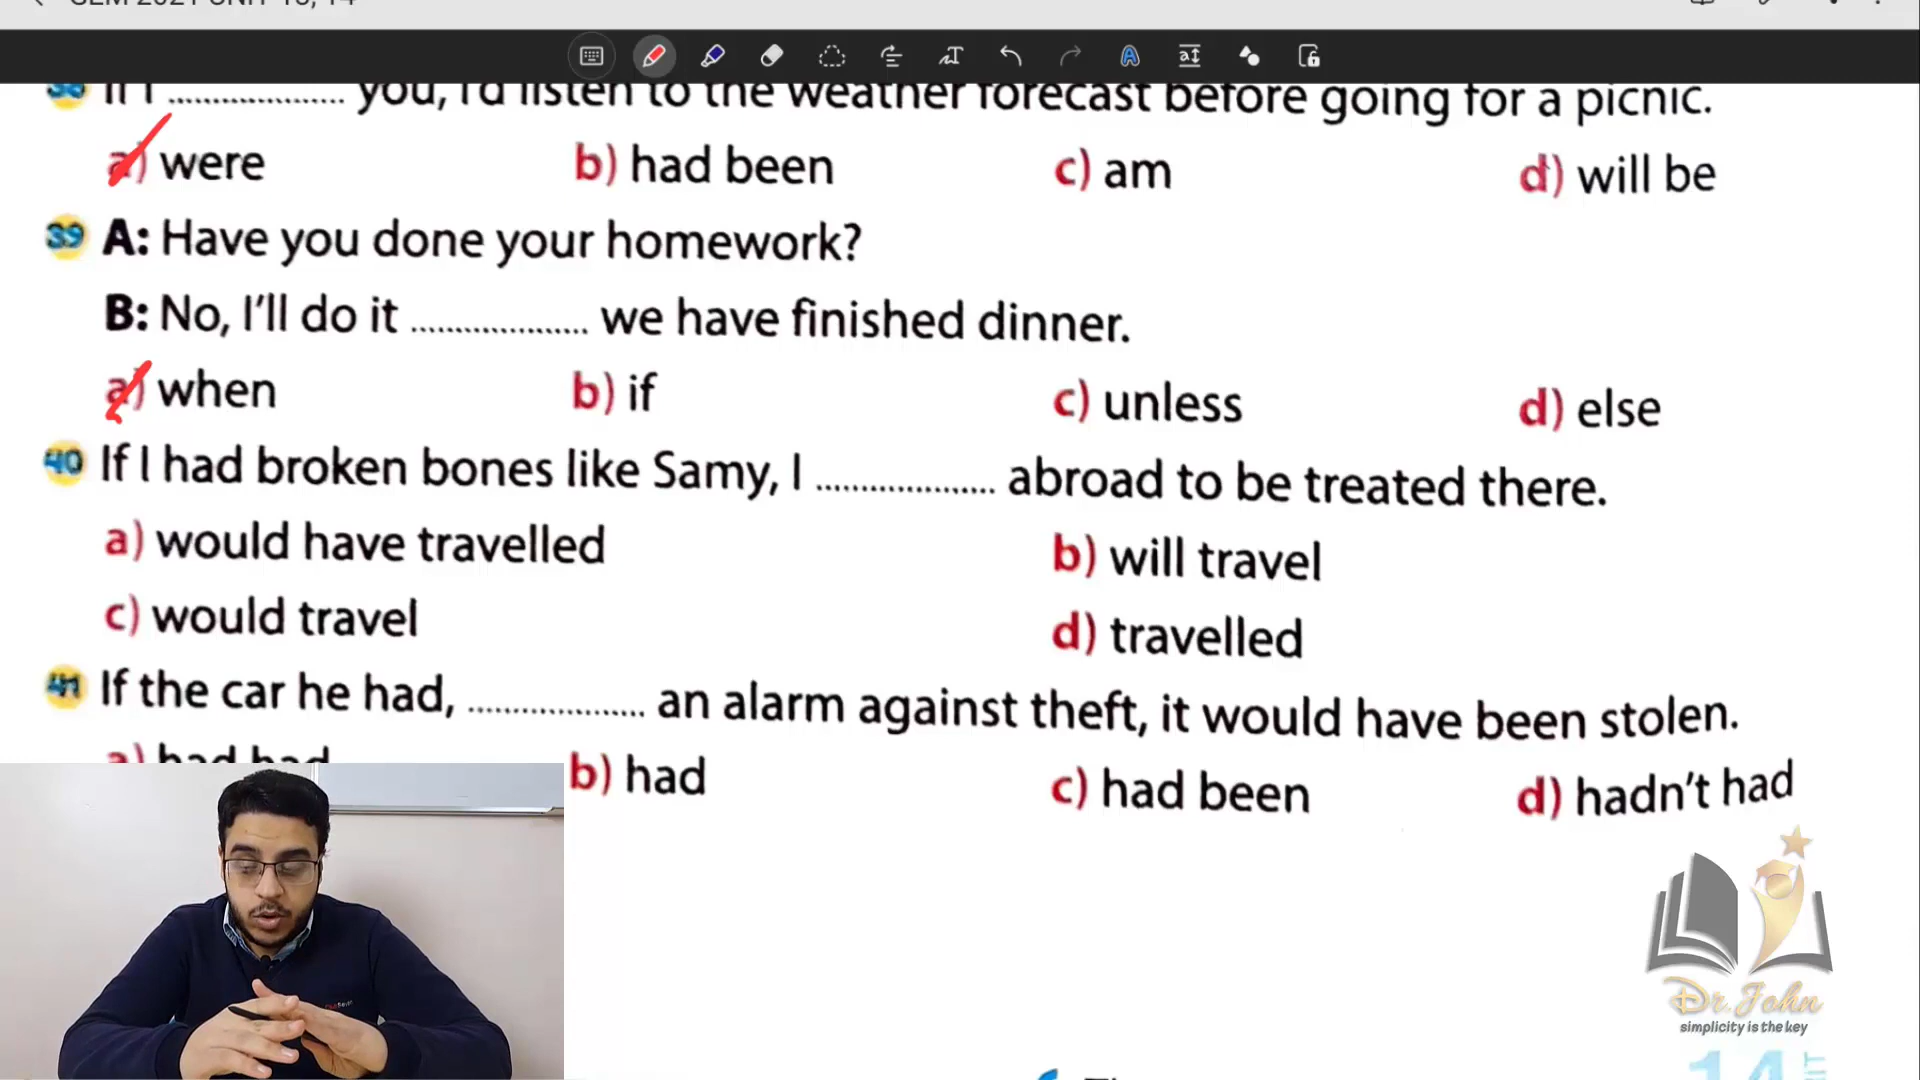 If I .................... you, I'd listen to the weather forecast before going for a picnic.
a) were b) had been c) am d) will be
39 A: Have you done your homework?
B: No, I'll do it .................... we have finished dinner.
a) when b) if c) unless d) else
40 If I had broken bones like Samy, I .................... abroad to be treated there.
a) would have travelled b) will travel
c) would travel d) travelled
41 If the car he had, .................... an alarm against theft, it would have been stolen.
a) had had b) had c) had been d) hadn't had
Dr.John
simplicity is the key